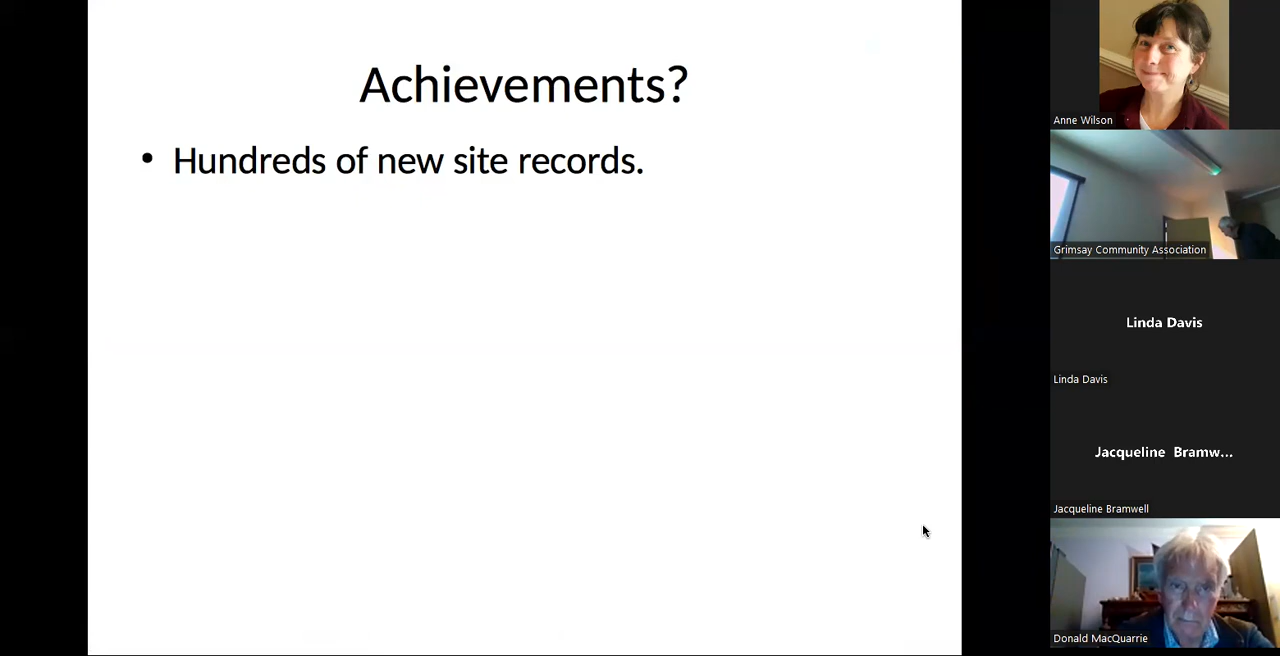 Achievements?
• Hundreds of new site records.
Anne Wilson
Grimsay Community Association
Linda Davis
Linda Davis
Jacqueline Bramw...
Jacqueline Bramwell
Donald MacQuarrie